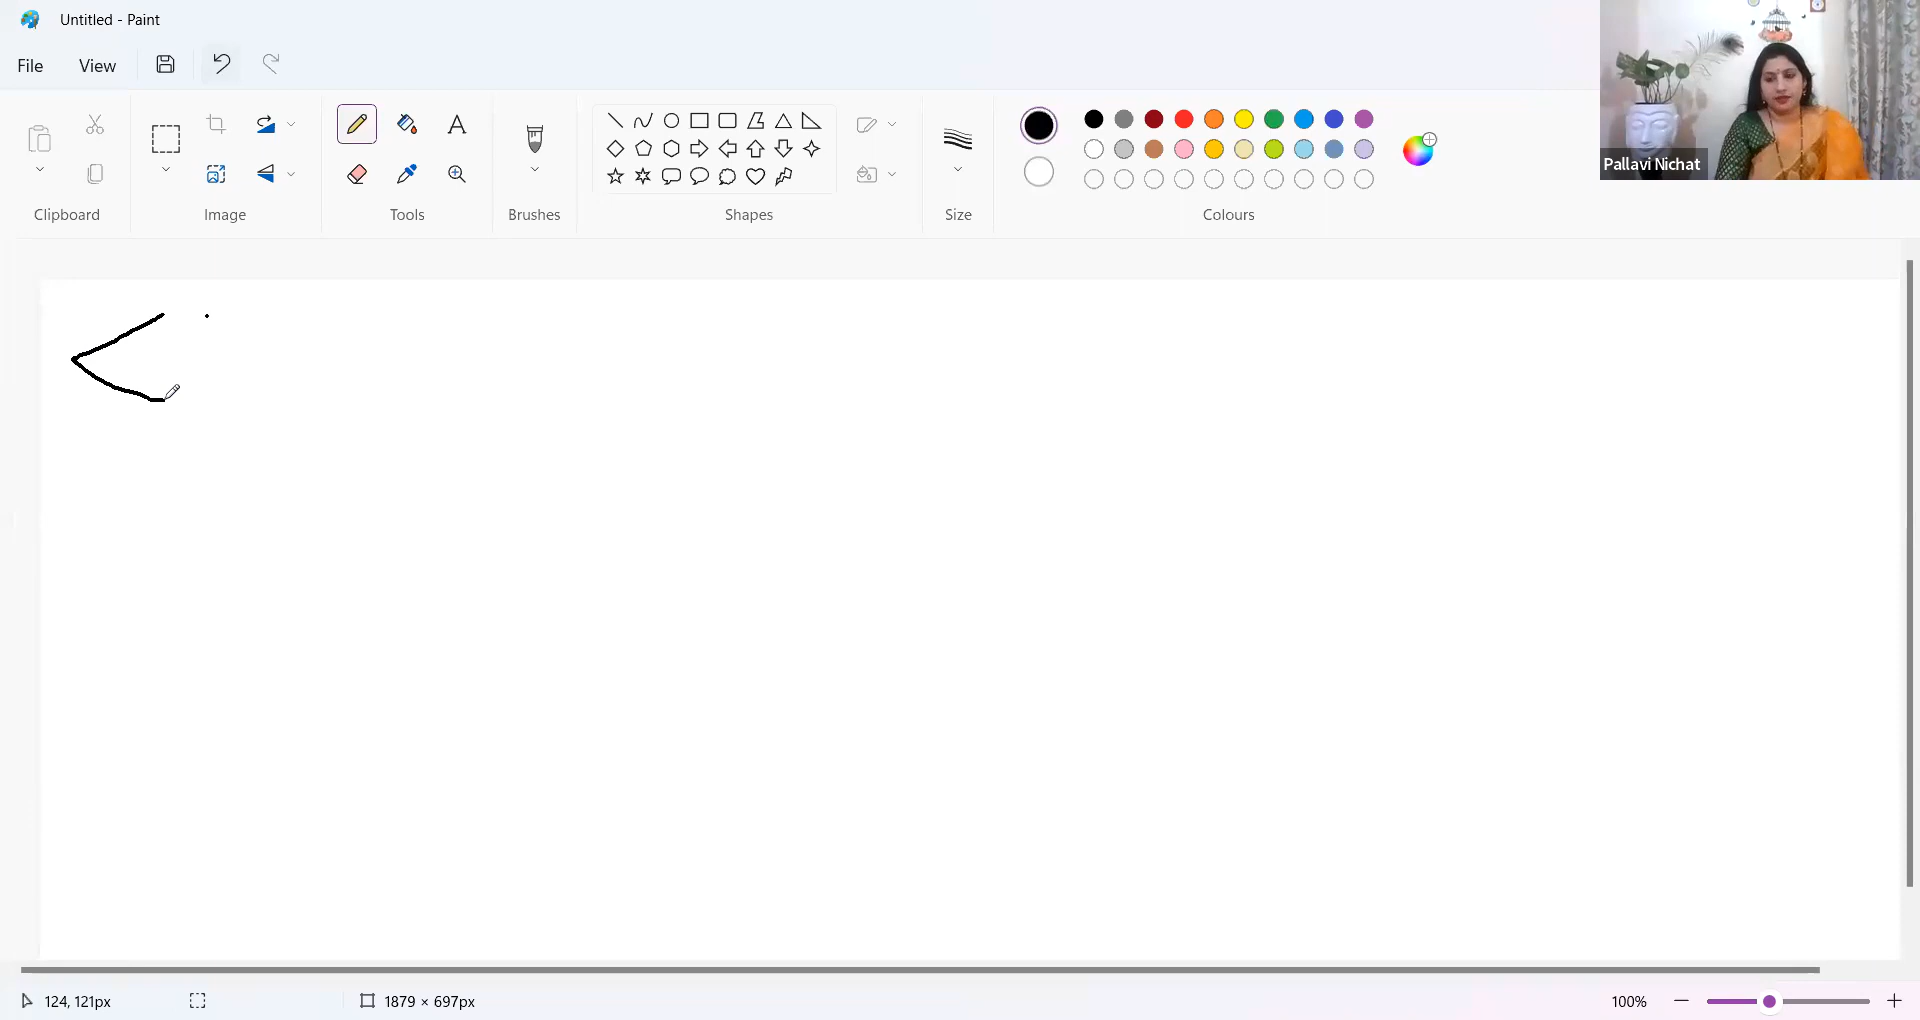 Untitled - Paint
File View
Clipboard Image Tools Brushes Shapes Size Colours
Pallavi Nichat
124, 121px 1879 × 697px 100%